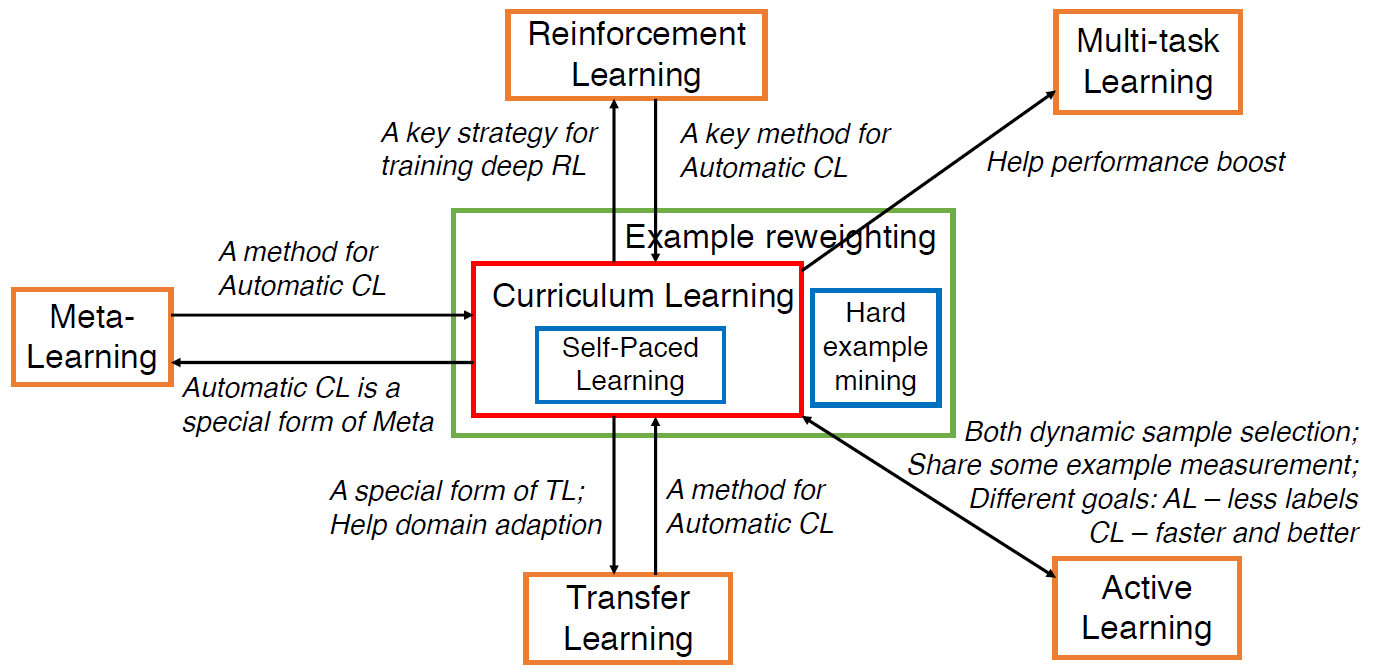 Reinforcement
Learning
Multi-task
Learning
A key strategy for
training deep RL
A key method for
Automatic CL
Help performance boost
Example reweighting
A method for
Automatic CL
Curriculum Learning
Self-Paced
Learning
Hard
example
mining
Meta-
Learning
Automatic CL is a
special form of Meta
Both dynamic sample selection;
Share some example measurement;
Different goals: AL – less labels
CL – faster and better
A special form of TL;
Help domain adaption
A method for
Automatic CL
Transfer
Learning
Active
Learning